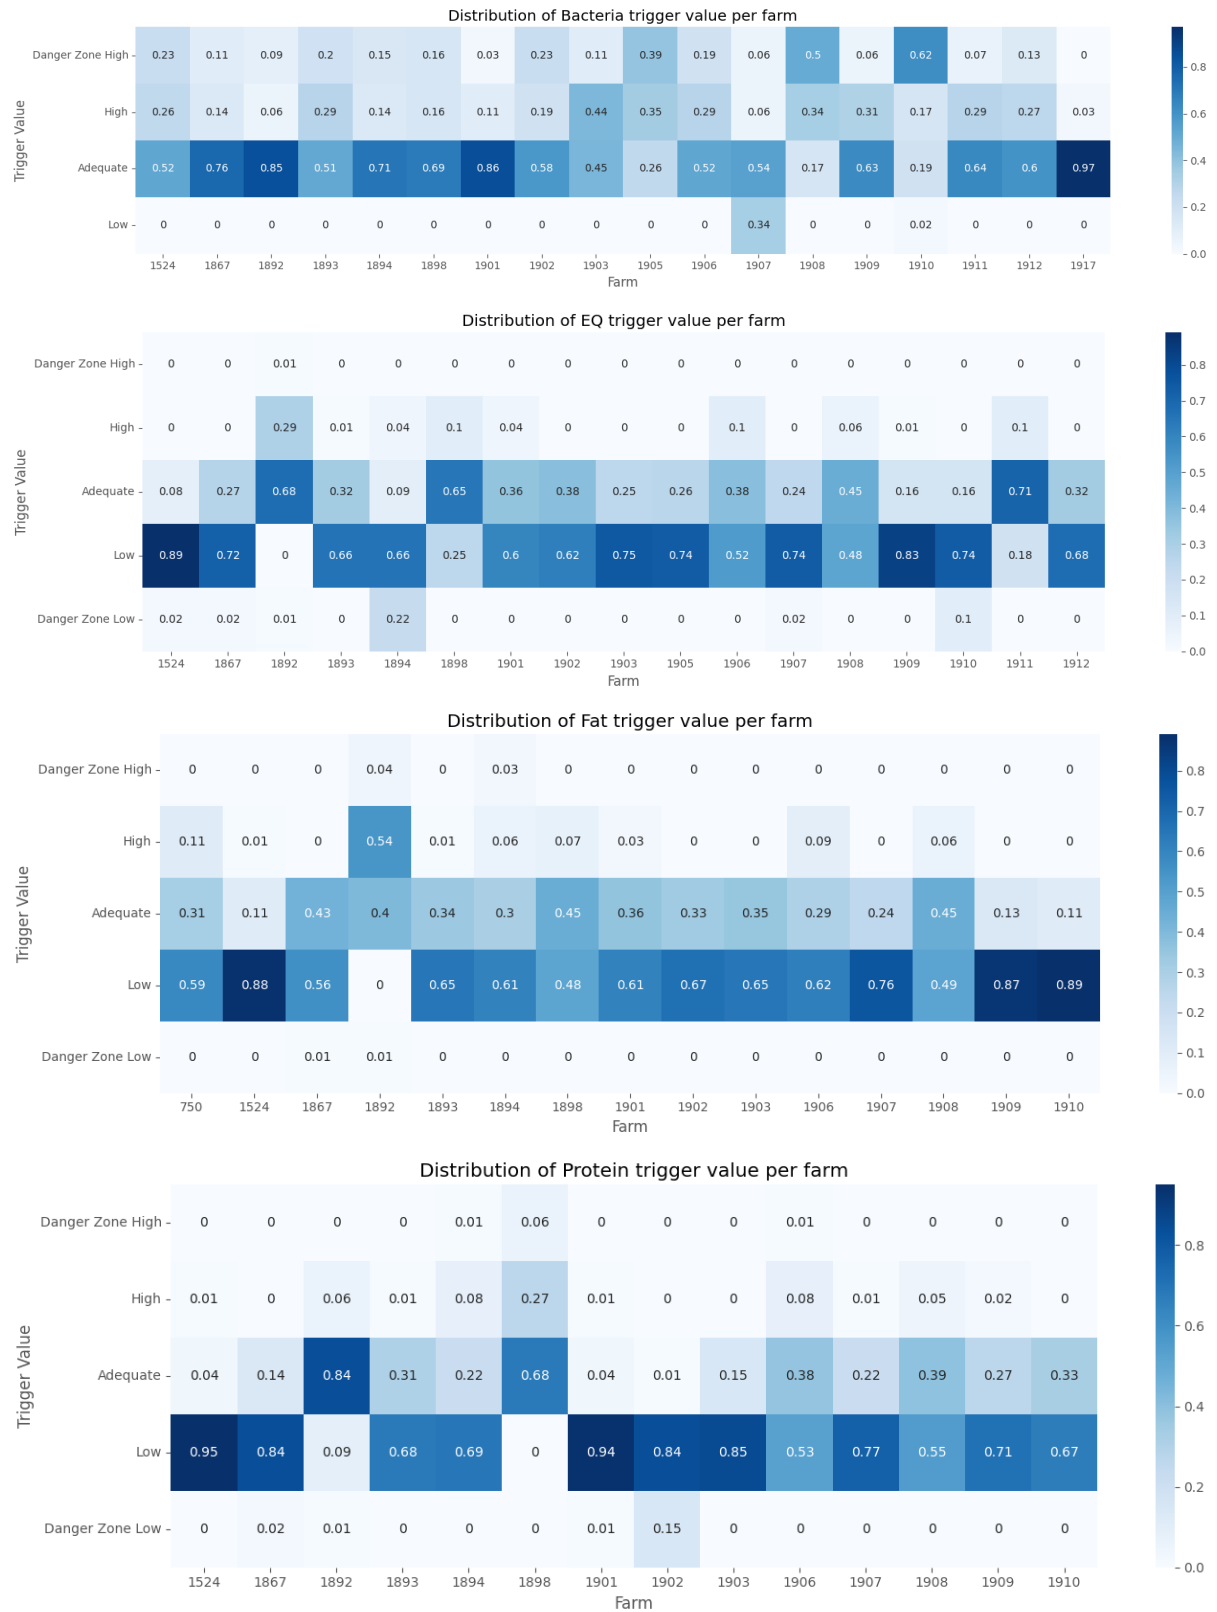 Distribution of Bacteria trigger value per farm
Trigger Value
Danger Zone High 0.23 0.11 0.09 0.2 0.15 0.16 0.03 0.23 0.11 0.39 0.19 0.06 0.5 0.06 0.62 0.07 0.13 0
High 0.26 0.14 0.06 0.29 0.14 0.16 0.11 0.19 0.44 0.35 0.29 0.06 0.34 0.31 0.17 0.29 0.27 0.03
Adequate 0.52 0.76 0.85 0.51 0.71 0.69 0.86 0.58 0.45 0.26 0.52 0.54 0.17 0.63 0.19 0.64 0.6 0.97
Low 0 0 0 0 0 0 0 0 0 0 0 0.34 0 0 0.02 0 0 0
1524 1867 1892 1893 1894 1898 1901 1902 1903 1905 1906 1907 1908 1909 1910 1911 1912 1917
Farm
0.8
0.6
0.4
0.2
0.0
Distribution of EQ trigger value per farm
Trigger Value
Danger Zone High 0 0 0.01 0 0 0 0 0 0 0 0 0 0 0 0 0 0
High 0 0 0.29 0.01 0.04 0.1 0.04 0 0 0 0.1 0 0.06 0.01 0 0.1 0
Adequate 0.08 0.27 0.68 0.32 0.09 0.65 0.36 0.38 0.25 0.26 0.38 0.24 0.45 0.16 0.16 0.71 0.32
Low 0.89 0.72 0 0.66 0.66 0.25 0.6 0.62 0.75 0.74 0.52 0.74 0.48 0.83 0.74 0.18 0.68
Danger Zone Low 0.02 0.02 0.01 0 0.22 0 0 0 0 0 0 0.02 0 0 0.1 0 0
1524 1867 1892 1893 1894 1898 1901 1902 1903 1905 1906 1907 1908 1909 1910 1911 1912
Farm
0.8
0.7
0.6
0.5
0.4
0.3
0.2
0.1
0.0
Distribution of Fat trigger value per farm
Trigger Value
Danger Zone High 0 0 0 0.04 0 0.03 0 0 0 0 0 0 0 0 0
High 0.11 0.01 0 0.54 0.01 0.06 0.07 0.03 0 0 0.09 0 0.06 0 0
Adequate 0.31 0.11 0.43 0.4 0.34 0.3 0.45 0.36 0.33 0.35 0.29 0.24 0.45 0.13 0.11
Low 0.59 0.88 0.56 0 0.65 0.61 0.48 0.61 0.67 0.65 0.62 0.76 0.49 0.87 0.89
Danger Zone Low 0 0 0.01 0.01 0 0 0 0 0 0 0 0 0 0 0
750 1524 1867 1892 1893 1894 1898 1901 1902 1903 1906 1907 1908 1909 1910
Farm
0.8
0.7
0.6
0.5
0.4
0.3
0.2
0.1
0.0
Distribution of Protein trigger value per farm
Trigger Value
Danger Zone High 0 0 0 0 0.01 0.06 0 0 0 0.01 0 0 0 0
High 0.01 0 0.06 0.01 0.08 0.27 0.01 0 0 0.08 0.01 0.05 0.02 0
Adequate 0.04 0.14 0.84 0.31 0.22 0.68 0.04 0.01 0.15 0.38 0.22 0.39 0.27 0.33
Low 0.95 0.84 0.09 0.68 0.69 0 0.94 0.84 0.85 0.53 0.77 0.55 0.71 0.67
Danger Zone Low 0 0.02 0.01 0 0 0 0.01 0.15 0 0 0 0 0 0
1524 1867 1892 1893 1894 1898 1901 1902 1903 1906 1907 1908 1909 1910
Farm
0.8
0.6
0.4
0.2
0.0